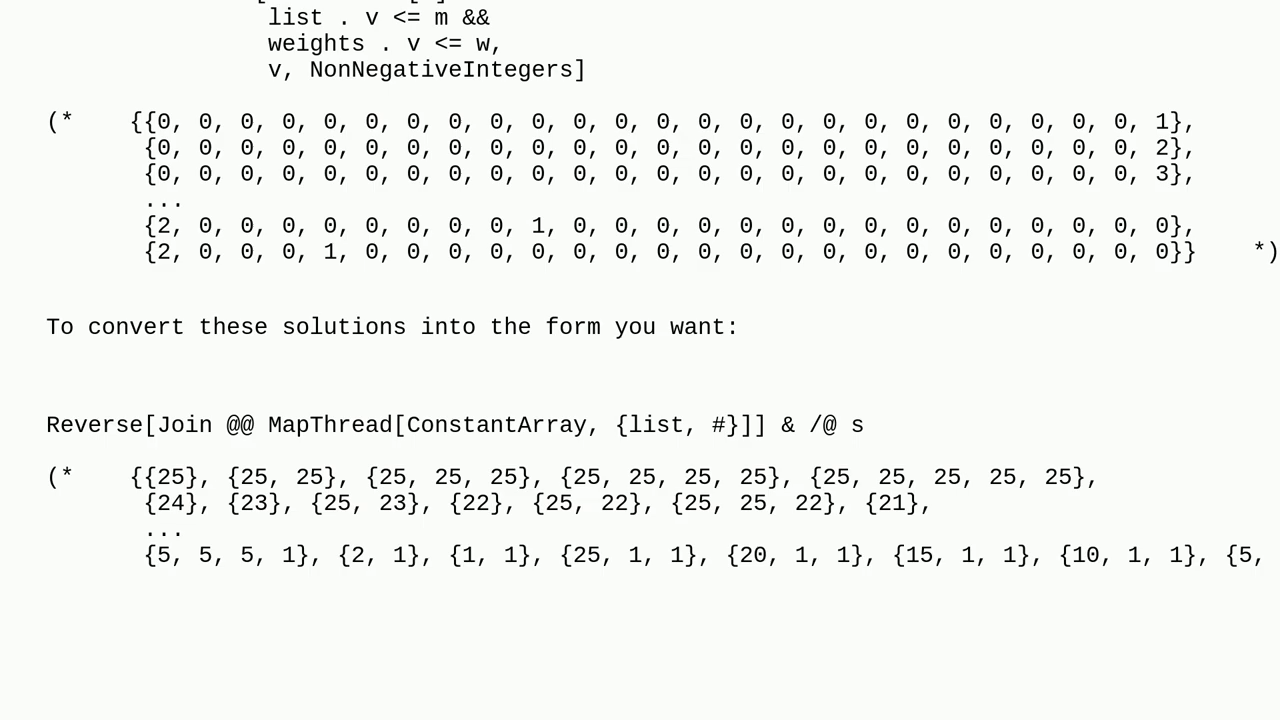 list . v <= m &&
weights . v <= w,
v, NonNegativeIntegers]
(* {{0, 0, 0, 0, 0, 0, 0, 0, 0, 0, 0, 0, 0, 0, 0, 0, 0, 0, 0, 0, 0, 0, 0, 0, 1},
{0, 0, 0, 0, 0, 0, 0, 0, 0, 0, 0, 0, 0, 0, 0, 0, 0, 0, 0, 0, 0, 0, 0, 0, 2},
{0, 0, 0, 0, 0, 0, 0, 0, 0, 0, 0, 0, 0, 0, 0, 0, 0, 0, 0, 0, 0, 0, 0, 0, 3},
...
{2, 0, 0, 0, 0, 0, 0, 0, 0, 1, 0, 0, 0, 0, 0, 0, 0, 0, 0, 0, 0, 0, 0, 0, 0},
{2, 0, 0, 0, 1, 0, 0, 0, 0, 0, 0, 0, 0, 0, 0, 0, 0, 0, 0, 0, 0, 0, 0, 0, 0}} *)
To convert these solutions into the form you want:
Reverse[Join @@ MapThread[ConstantArray, {list, #}]] & /@ s
(* {{25}, {25, 25}, {25, 25, 25}, {25, 25, 25, 25}, {25, 25, 25, 25, 25},
{24}, {23}, {25, 23}, {22}, {25, 22}, {25, 25, 22}, {21},
...
{5, 5, 5, 1}, {2, 1}, {1, 1}, {25, 1, 1}, {20, 1, 1}, {15, 1, 1}, {10, 1, 1}, {5,